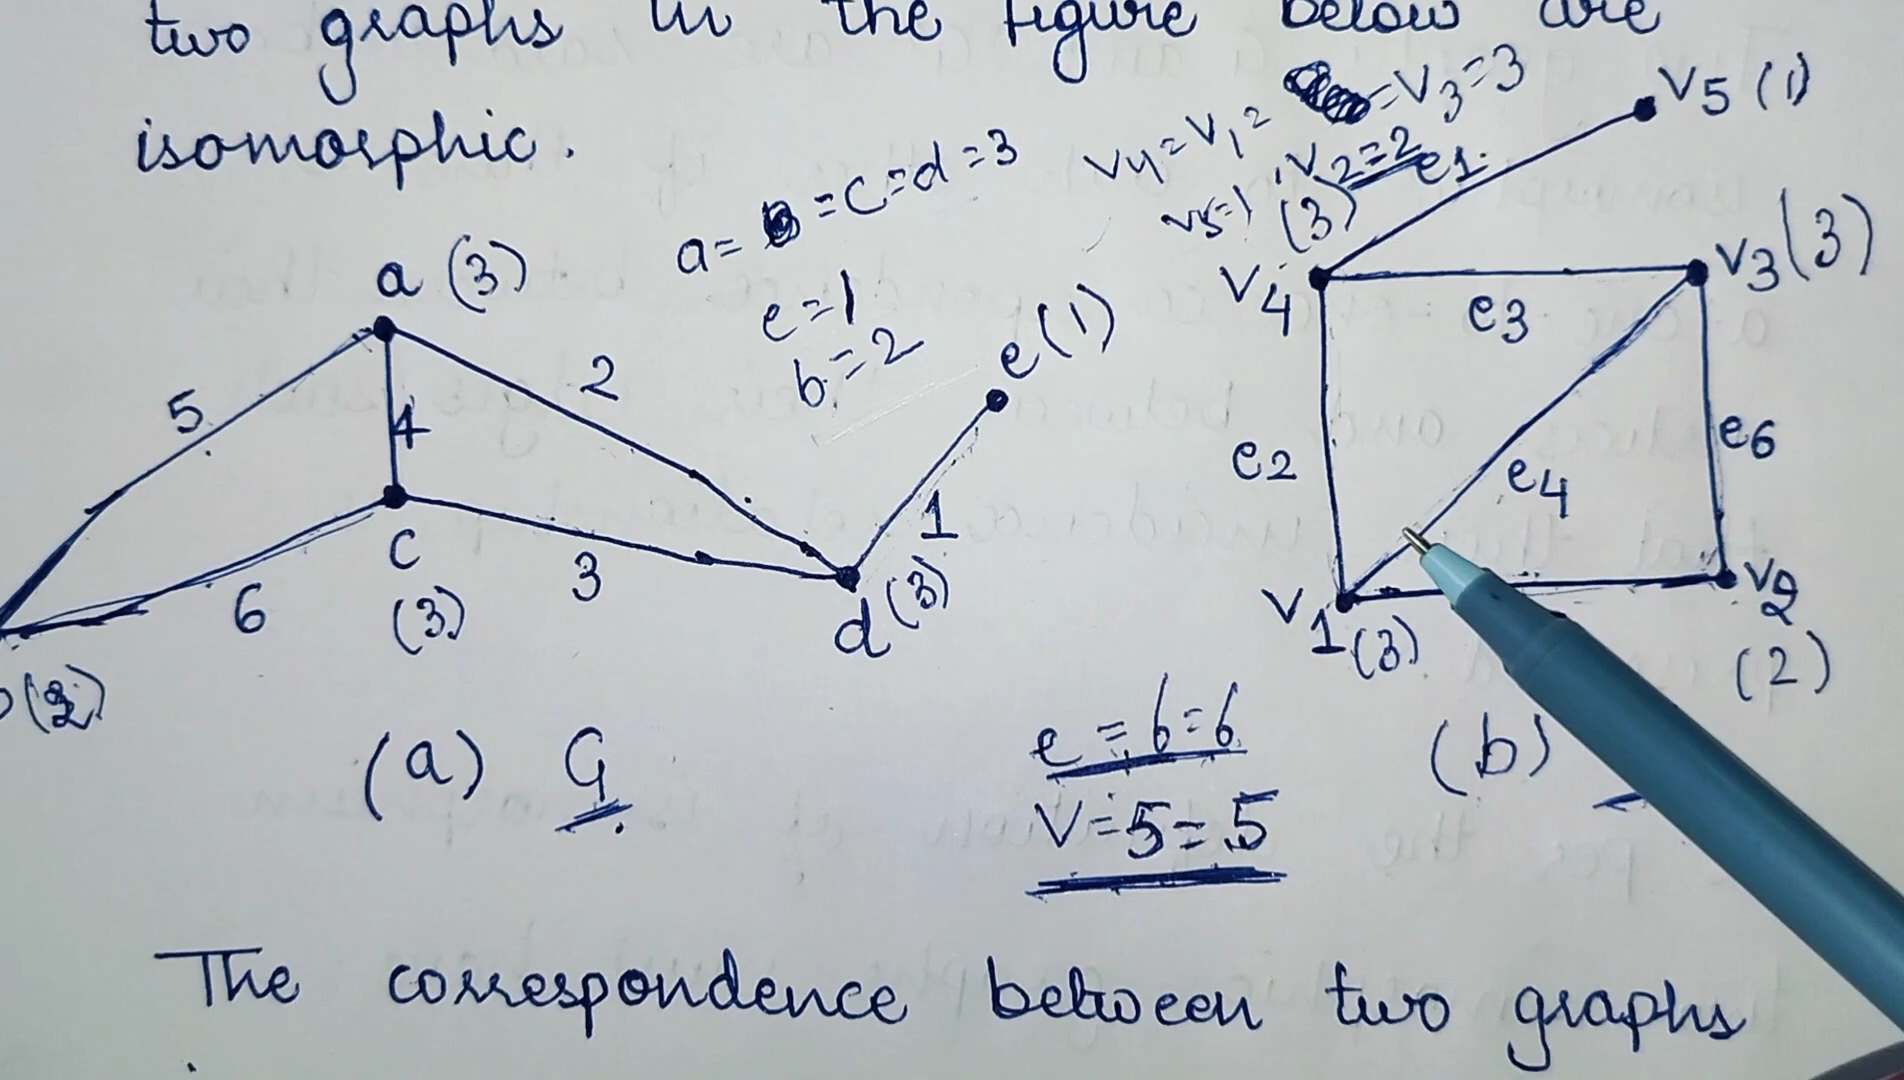 two graphs in the figure below are
isomorphic.
a = = c = d = 3
e = 1
b = 2
v4 = v1 = = v3 = 3
v2 = 2
v5 = 1
a (3)
5
4
2
e (1)
1
c
(3)
6
3
d (3)
(a) G
v5 (1)
e1
(3)
v4
v3 (3)
e3
e2
e4
e6
v1 (3)
v2
(2)
(b)
e = 6 = 6
v = 5 = 5
The correspondence between two graphs